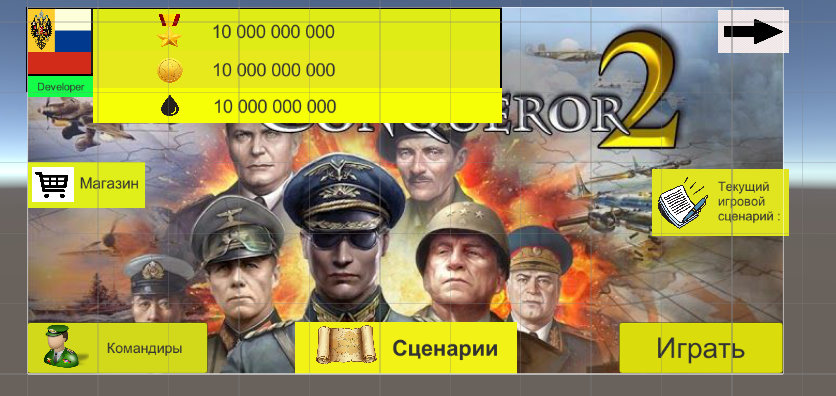 10 000 000 000
10 000 000 000
Developer
10 000 000 000
CONQUEROR 2
Магазин
Текущий
игровой
сценарий :
Командиры
Сценарии
Играть